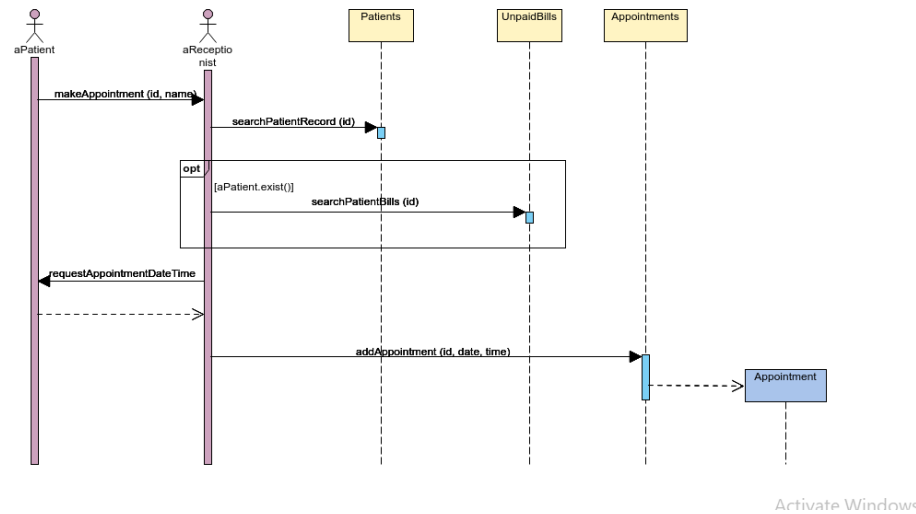 aPatient
aReceptio
nist
Patients
UnpaidBills
Appointments
makeAppointment (id, name)
searchPatientRecord (id)
opt
[aPatient.exist()]
searchPatientBills (id)
requestAppointmentDateTime
addAppointment (id, date, time)
Appointment
Activate Windows